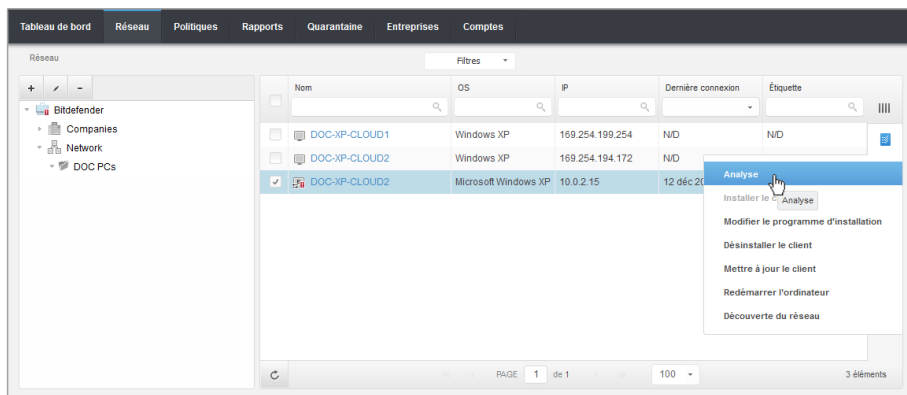 Tableau de bord Réseau Politiques Rapports Quarantaine Entreprises Comptes
Réseau
Filtres
Nom OS IP Dernière connexion Étiquette
Bitdefender
Companies
Network
DOC PCs
DOC-XP-CLOUD1 Windows XP 169.254.199.254 N/D N/D
DOC-XP-CLOUD2 Windows XP 169.254.194.172 N/D
DOC-XP-CLOUD2 Microsoft Windows XP 10.0.2.15 12 déc 20
Analyse
Installer le c
Analyse
Modifier le programme d'installation
Désinstaller le client
Mettre à jour le client
Redémarrer l'ordinateur
Découverte du réseau
PAGE 1 de 1 100 3 éléments